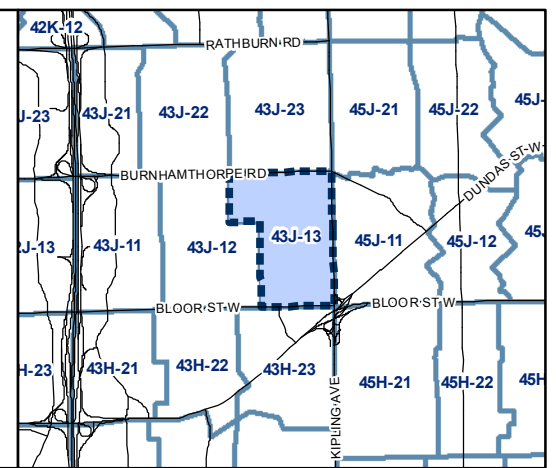 42K-12
RATHBURN RD
J-23
43J-21
43J-22
43J-23
45J-21
45J-22
45J-
DUNDAS ST W
BURNHAMTHORPE RD
J-13
43J-11
43J-12
43J-13
45J-11
45J-12
45J
BLOOR ST W
BLOOR ST W
H-23
43H-21
43H-22
43H-23
45H-21
45H-22
45H
KIPLING AVE